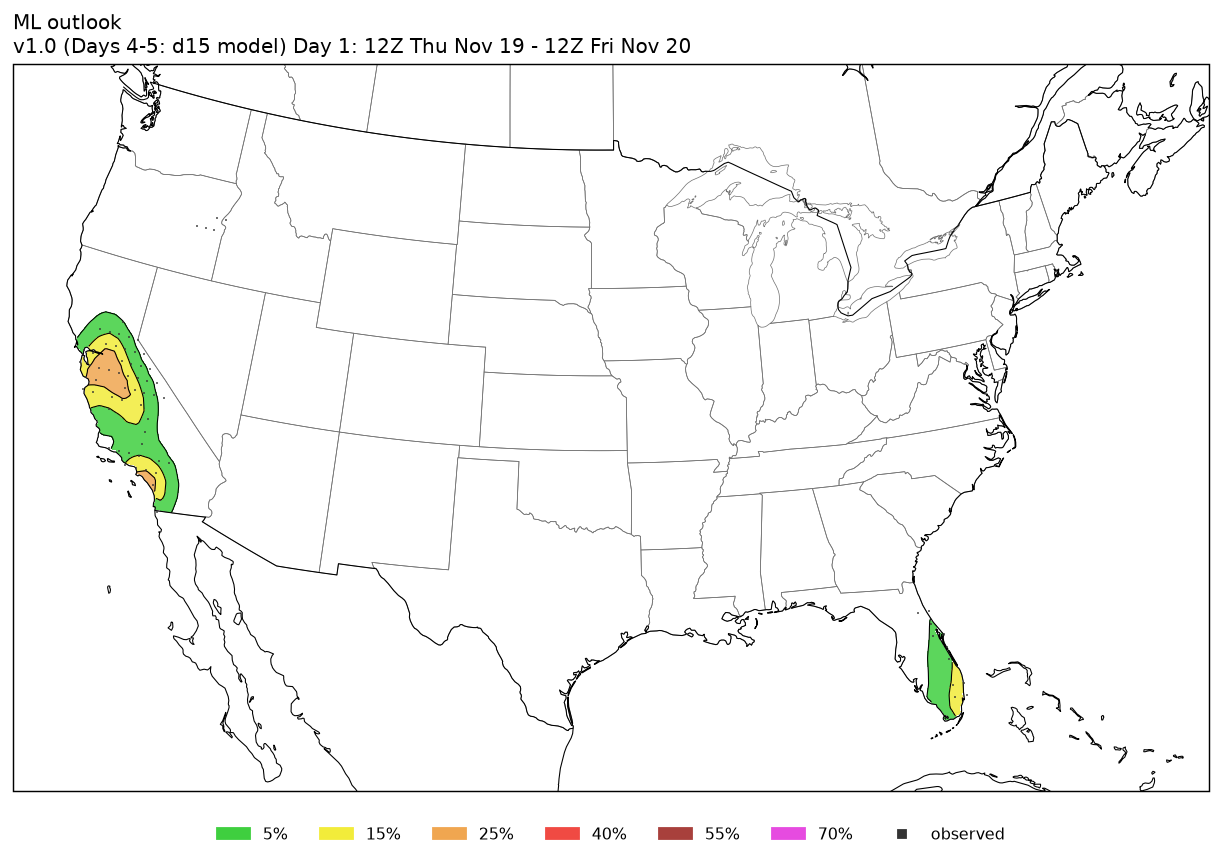 ML outlook
v1.0 (Days 4-5: d15 model) Day 1: 12Z Thu Nov 19 - 12Z Fri Nov 20
5% 15% 25% 40% 55% 70% observed